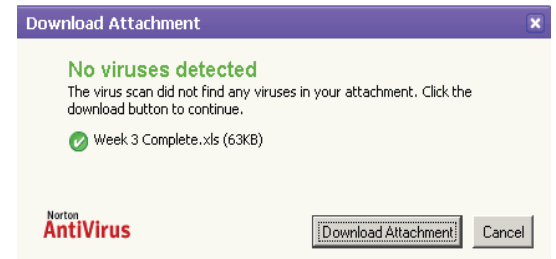 Download Attachment
No viruses detected
The virus scan did not find any viruses in your attachment. Click the
download button to continue.
Week 3 Complete.xls (63KB)
Norton
AntiVirus
Download Attachment
Cancel